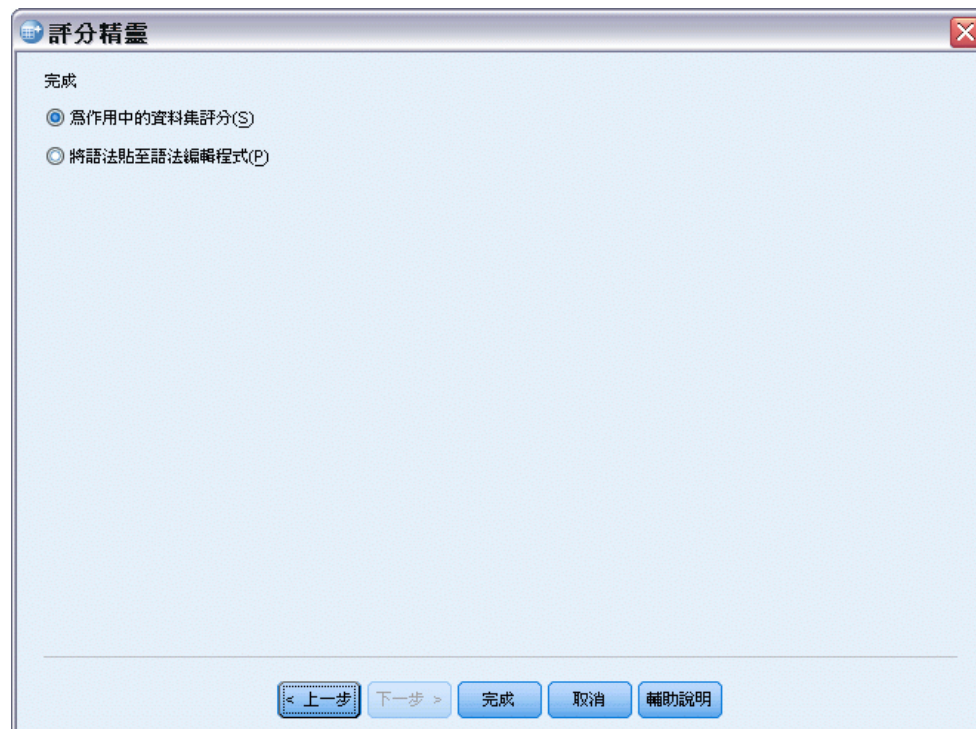 評分精靈
完成
為作用中的資料集評分(S)
將語法貼至語法編輯程式(P)
< 上一步
下一步 >
完成
取消
輔助說明